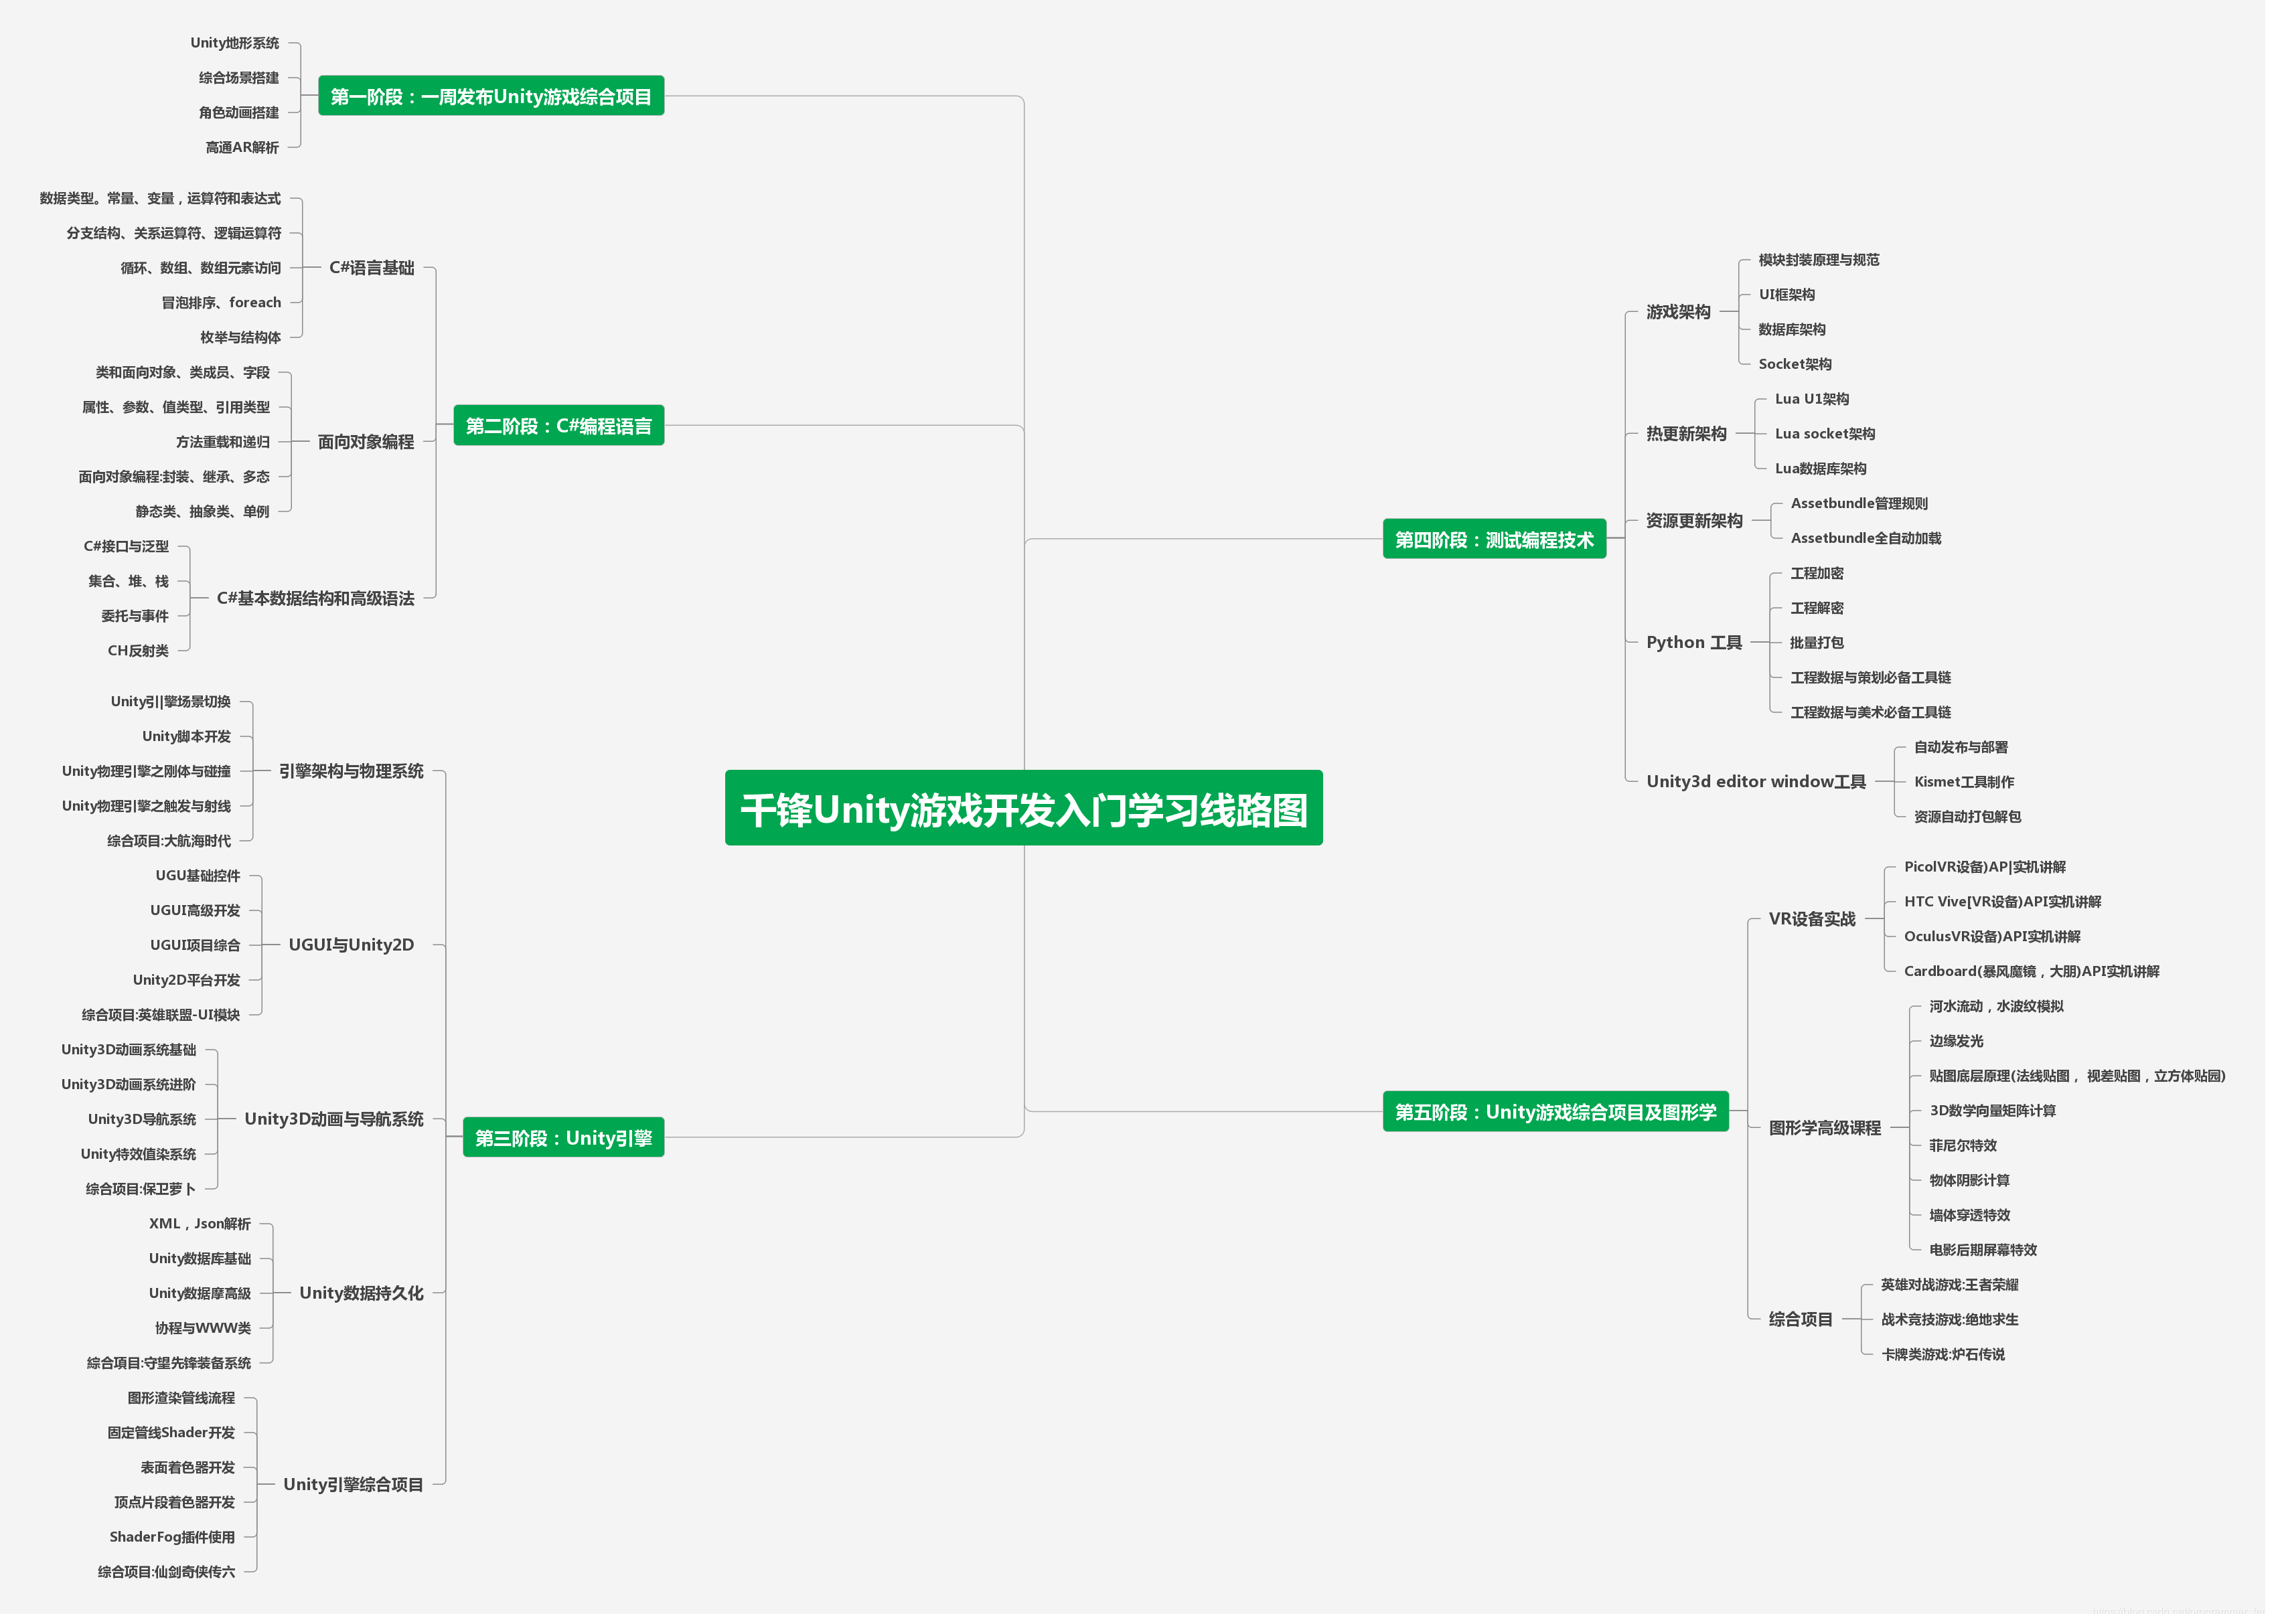 千锋Unity游戏开发入门学习线路图
第一阶段：一周发布Unity游戏综合项目
Unity地形系统
综合场景搭建
角色动画搭建
高通AR解析
第二阶段：C#编程语言
C#语言基础
数据类型。常量、变量，运算符和表达式
分支结构、关系运算符、逻辑运算符
循环、数组、数组元素访问
冒泡排序、foreach
枚举与结构体
面向对象编程
类和面向对象、类成员、字段
属性、参数、值类型、引用类型
方法重载和递归
面向对象编程:封装、继承、多态
静态类、抽象类、单例
C#基本数据结构和高级语法
C#接口与泛型
集合、堆、栈
委托与事件
CH反射类
第三阶段：Unity引擎
引擎架构与物理系统
Unity引|擎场景切换
Unity脚本开发
Unity物理引擎之刚体与碰撞
Unity物理引擎之触发与射线
综合项目:大航海时代
UGUI与Unity2D
UGU基础控件
UGUI高级开发
UGUI项目综合
Unity2D平台开发
综合项目:英雄联盟-UI模块
Unity3D动画与导航系统
Unity3D动画系统基础
Unity3D动画系统进阶
Unity3D导航系统
Unity特效值染系统
综合项目:保卫萝卜
Unity数据持久化
XML，Json解析
Unity数据库基础
Unity数据摩高級
协程与WWW类
綜合項目:守望先锋装备系统
Unity引擎综合项目
图形渲染管线流程
固定管线Shader开发
表面着色器开发
顶点片段着色器开发
ShaderFog插件使用
综合项目:仙剑奇侠传六
第四阶段：测试编程技术
游戏架构
模块封装原理与规范
UI框架构
数据库架构
Socket架构
热更新架构
Lua U1架构
Lua socket架构
Lua数据库架构
资源更新架构
Assetbundle管理规则
Assetbundle全自动加载
Python 工具
工程加密
工程解密
批量打包
工程数据与策划必备工具链
工程数据与美术必备工具链
Unity3d editor window工具
自动发布与部署
Kismet工具制作
资源自动打包解包
第五阶段：Unity游戏综合项目及图形学
VR设备实战
PicolVR设备)AP|实机讲解
HTC Vive[VR设备)API实机讲解
OculusVR设备)API实机讲解
Cardboard(暴风魔镜，大朋)API实机讲解
图形学高级课程
河水流动，水波纹模拟
边缘发光
贴图底层原理(法线贴图， 视差贴图，立方体贴园)
3D数学向量矩阵计算
菲尼尔特效
物体阴影计算
墙体穿透特效
电影后期屏幕特效
综合项目
英雄对战游戏:王者荣耀
战术竞技游戏:绝地求生
卡牌类游戏:炉石传说